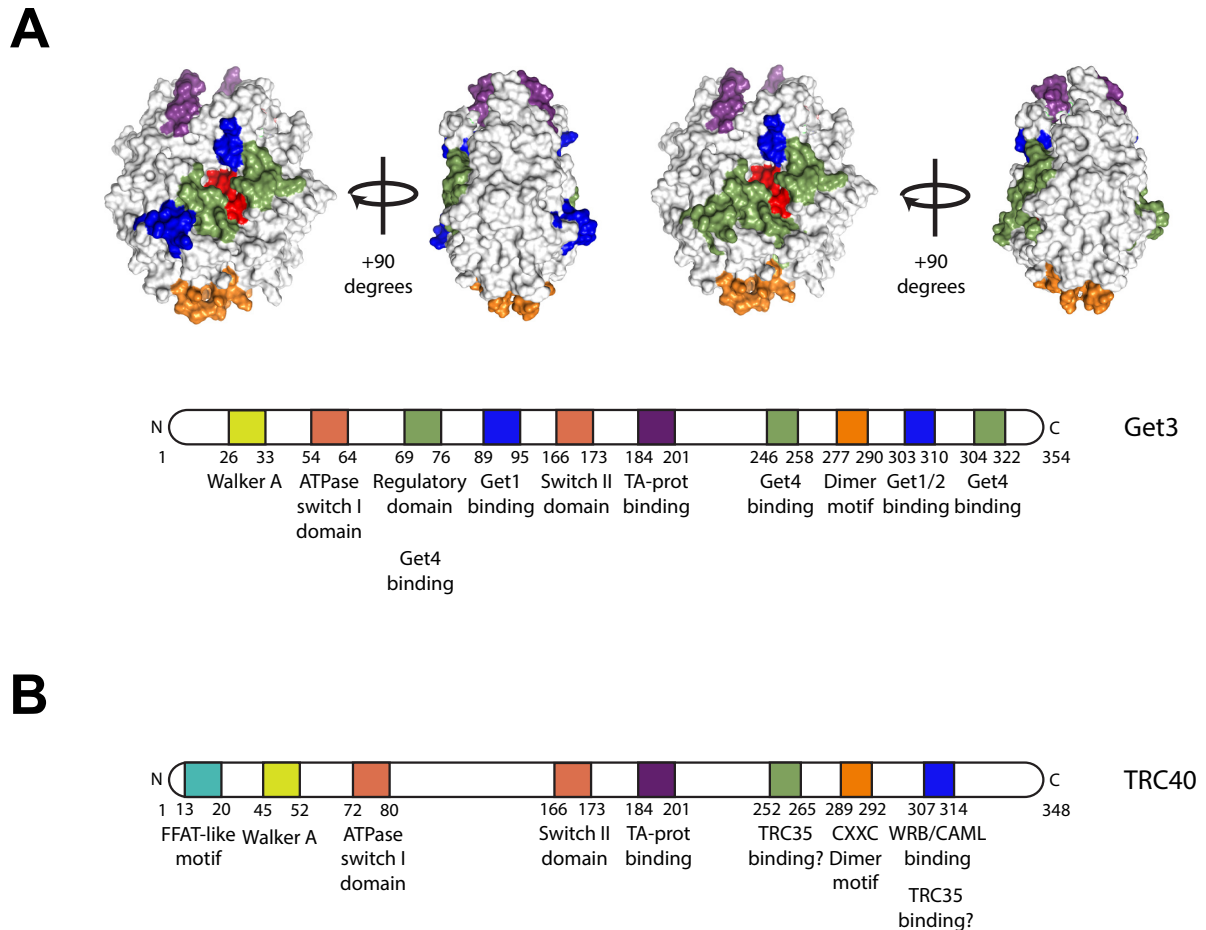 A
+90
degrees
+90
degrees
N
C
Get3
1
26 33
54 64
69 76
89 95
166 173
184 201
246 258
277 290
303 310
304 322
354
Walker A
ATPase
switch I
domain
Regulatory
domain
Get4
binding
Get1
binding
Switch II
domain
TA-prot
binding
Get4
binding
Dimer
motif
Get1/2
binding
Get4
binding
B
N
C
TRC40
1
13 20
45 52
72 80
166 173
184 201
252 265
289 292
307 314
348
FFAT-like
motif
Walker A
ATPase
switch I
domain
Switch II
domain
TA-prot
binding
TRC35
binding?
CXXC
Dimer
motif
WRB/CAML
binding
TRC35
binding?